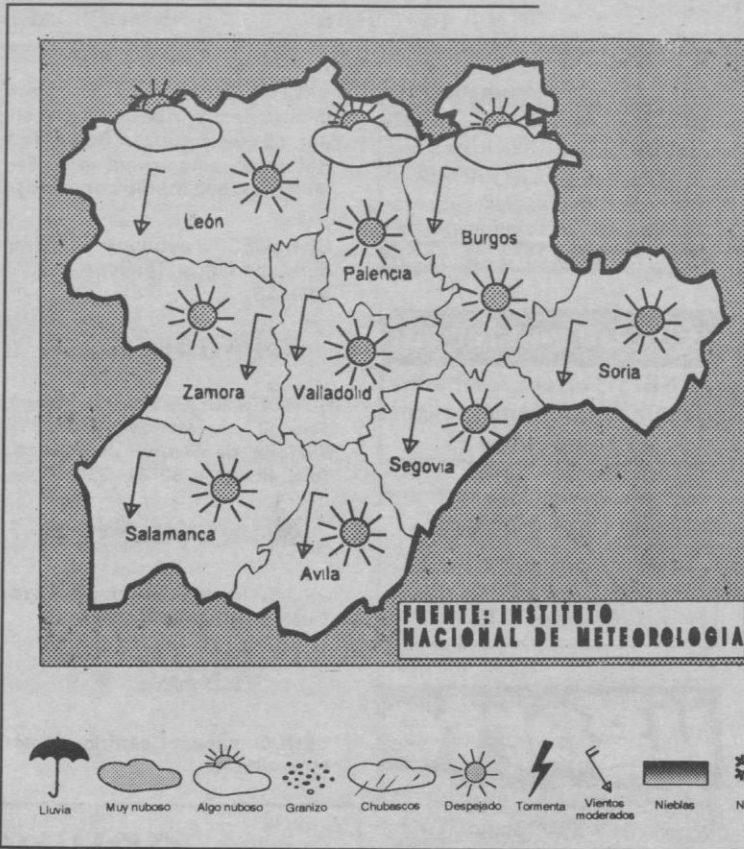 León
Burgos
Palencia
Soria
Zamora
Valladolid
Segovia
Salamanca
Avila
FUENTE: INSTITUTO
NACIONAL DE METEOROLOGIA
Lluvia
Muy nuboso
Algo nuboso
Granizo
Chubascos
Despejado
Tormenta
Vientos
moderados
Nieblas
N